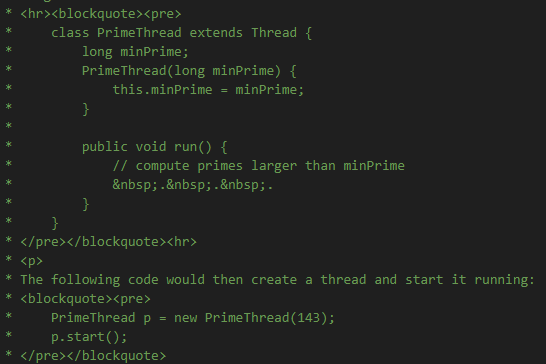 * <hr><blockquote><pre>
*     class PrimeThread extends Thread {
*         long minPrime;
*         PrimeThread(long minPrime) {
*             this.minPrime = minPrime;
*         }
*
*         public void run() {
*             // compute primes larger than minPrime
*             &nbsp;.&nbsp;.&nbsp;.
*         }
*     }
* </pre></blockquote><hr>
* <p>
* The following code would then create a thread and start it running:
* <blockquote><pre>
*     PrimeThread p = new PrimeThread(143);
*     p.start();
* </pre></blockquote>